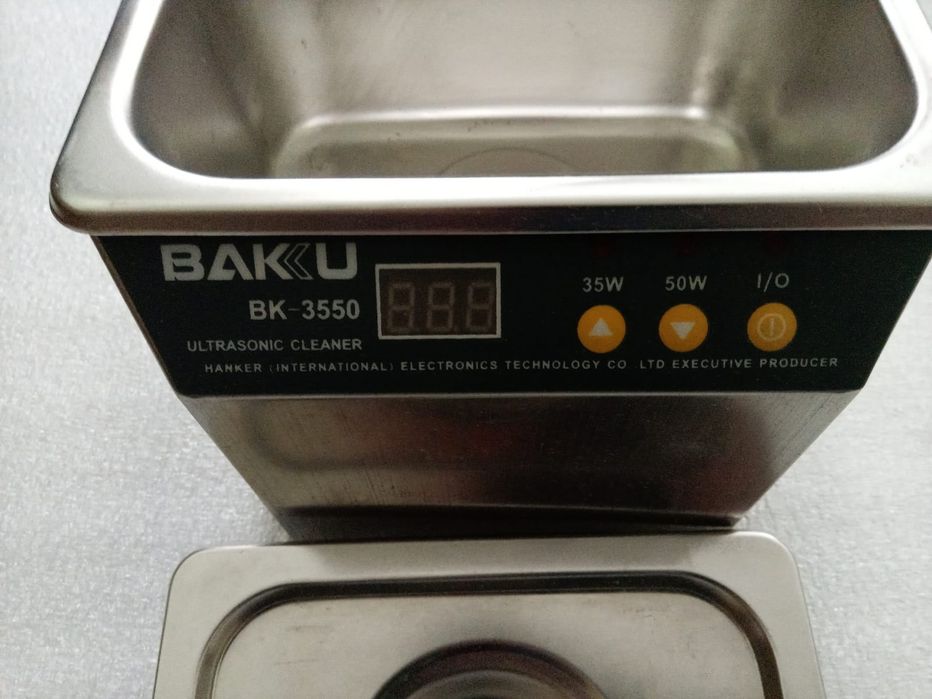 BAKU
35W 50W I/O
BK-3550
ULTRASONIC CLEANER
HANKER (INTERNATIONAL) ELECTRONICS TECHNOLOGY CO LTD EXECUTIVE PRODUCER